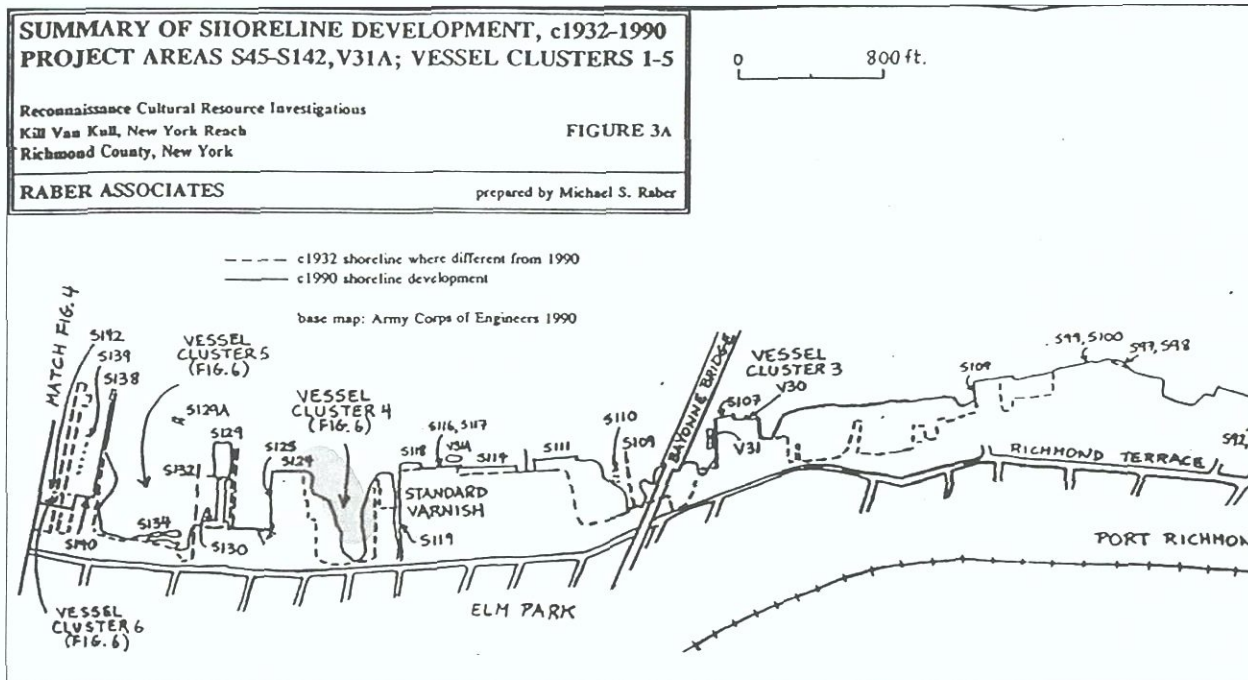 SUMMARY OF SHORELINE DEVELOPMENT, c1932-1990
PROJECT AREAS S45-S142, V31A; VESSEL CLUSTERS 1-5
Reconnaissance Cultural Resource Investigations
Kill Van Kull, New York Reach
FIGURE 3A
Richmond County, New York
RABER ASSOCIATES
prepared by Michael S. Raber
0
800 ft.
c1932 shoreline where different from 1990
c1990 shoreline development
base map: Army Corps of Engineers 1990
MATCH FIG. 4
S142
S139
S138
VESSEL
CLUSTER 5
(FIG. 6)
S129A
S129
S132
S134
S130
S140
S125
S124
VESSEL
CLUSTER 4
(FIG. 6)
S118
S116, S117
V31A
S114
S111
STANDARD
VARNISH
S119
S110
S109
BAYONNE BRIDGE
VESSEL
CLUSTER 3
V30
S107
V31
S109
S99, S100
S97, S98
S92
RICHMOND TERRACE
PORT RICHMON
ELM PARK
VESSEL
CLUSTER 6
(FIG. 6)